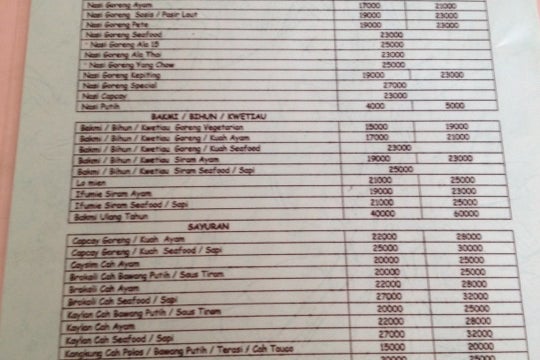 Nasi Goreng Ayam 17000 21000
Nasi Goreng Sosis / Pasir Laut 19000 23000
Nasi Goreng Pete 19000 23000
Nasi Goreng Seafood 23000
* Nasi Goreng Ala 15 25000
Nasi Goreng Ala Thai 23000
* Nasi Goreng Yang Chow 25000
Nasi Goreng Kepiting 19000 23000
Nasi Goreng Special 27000
Nasi Capcay 23000
Nasi Putih 4000 5000
BAKMI / BIHUN / KWETIAU
Bakmi / Bihun / Kwetiau Goreng Vegetarian 15000 19000
Bakmi / Bihun / Kwetiau Goreng / Kuah Ayam 17000 21000
Bakmi / Bihun / Kwetiau Goreng / Kuah Seafood 23000
Bakmi / Bihun / Kwetiau Siram Ayam 19000 23000
Bakmi / Bihun / Kwetiau Siram Seafood / Sapi 25000
Lo mien 21000 25000
Ifumie Siram Ayam 19000 23000
Ifumie Siram Seafood / Sapi 21000 25000
Bakmi Ulang Tahun 40000 60000
SAYURAN
Capcay Goreng / Kuah Ayam 22000 28000
Capcay Goreng / Kuah Seafood / Sapi 25000 30000
Caysim Cah Ayam 20000 25000
Brokoli Cah Bawang Putih / Saus Tiram 20000 25000
Brokoli Cah Ayam 22000 28000
Brokoli Cah Seafood / Sapi 27000 32000
Kaylan Cah Bawang Putih / Saus Tiram 20000 25000
Kaylan Cah Ayam 22000 28000
Kaylan Cah Seafood / Sapi 27000 32000
Kangkung Cah Polos / Bawang Putih / Terasi / Cah Tauco 15000 20000
25000